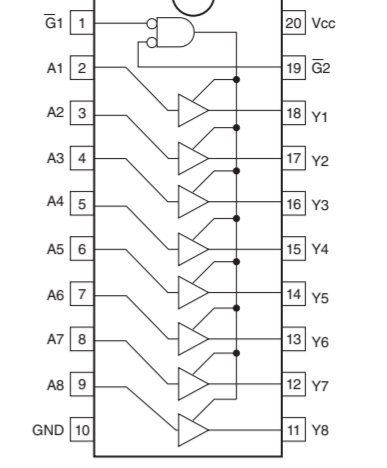 G̅1 1 20 Vcc
A1 2 19 G̅2
A2 3 18 Y1
A3 4 17 Y2
A4 5 16 Y3
A5 6 15 Y4
A6 7 14 Y5
A7 8 13 Y6
A8 9 12 Y7
GND 10 11 Y8